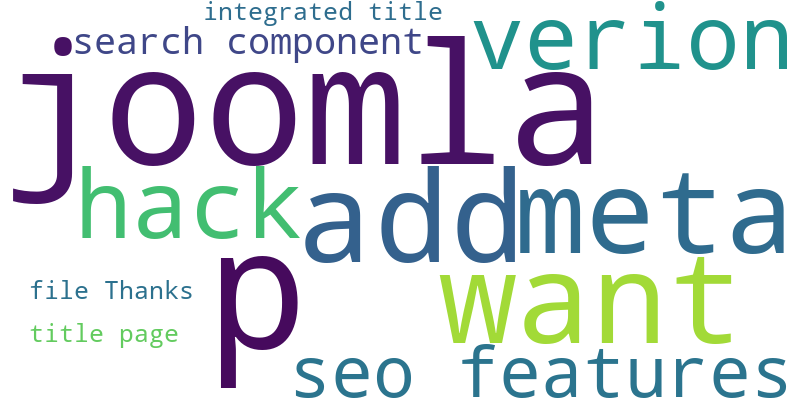 integrated title
search component
verion
joomla
hack
add
meta
p
want
file Thanks
title page
seo features